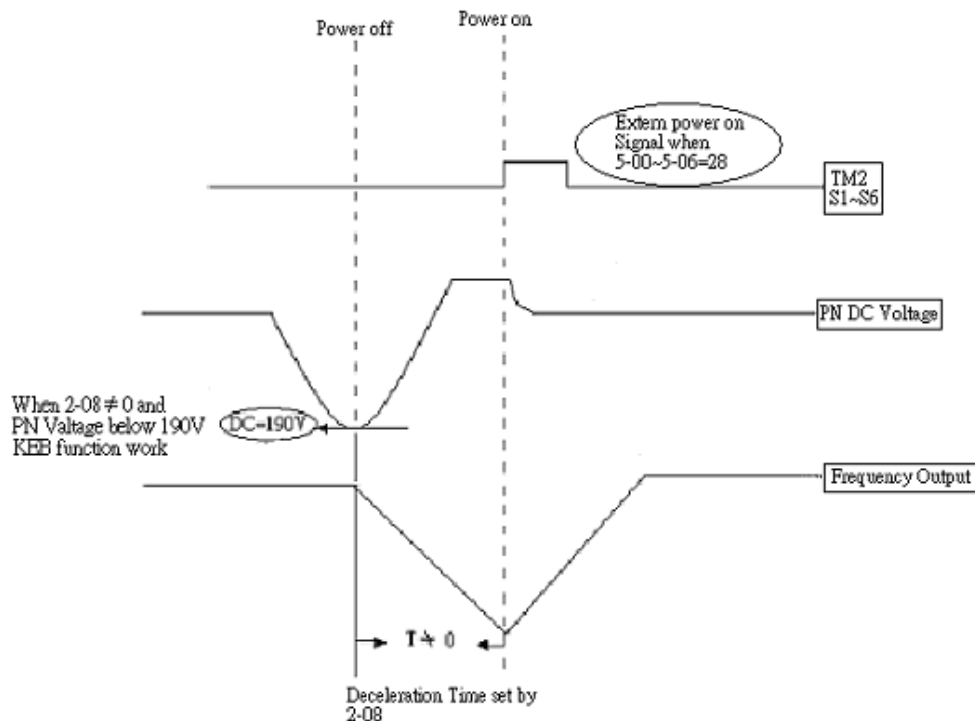 Power off
Power on
Extern power on
Signal when
5-00~5-06=28
TM2
S1~S6
PN DC Voltage
When 2-08 ≠ 0 and
PN Valtage below 190V
KEB function work
DC=190V
Frequency Output
T ≠ 0
Deceleration Time set by
2-08